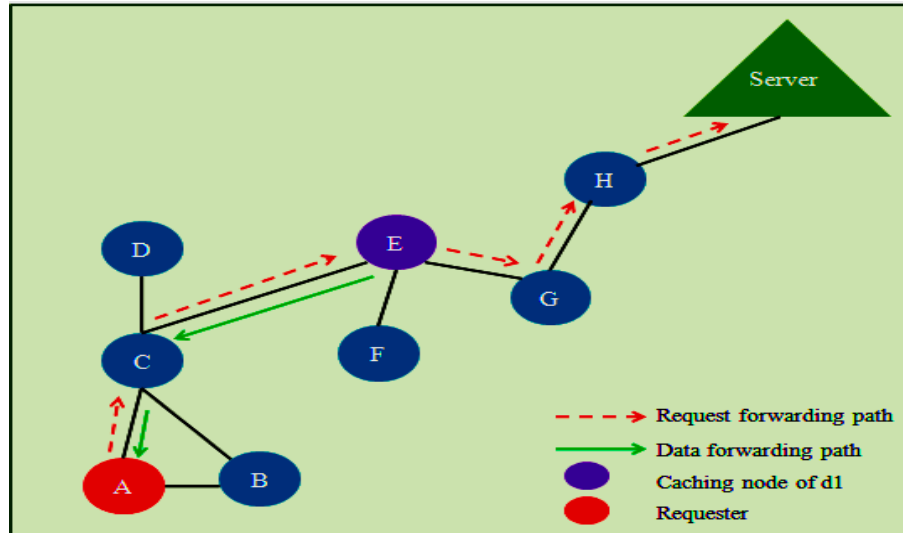 Server
H
D
E
G
C
F
A
B
Request forwarding path
Data forwarding path
Caching node of d1
Requester